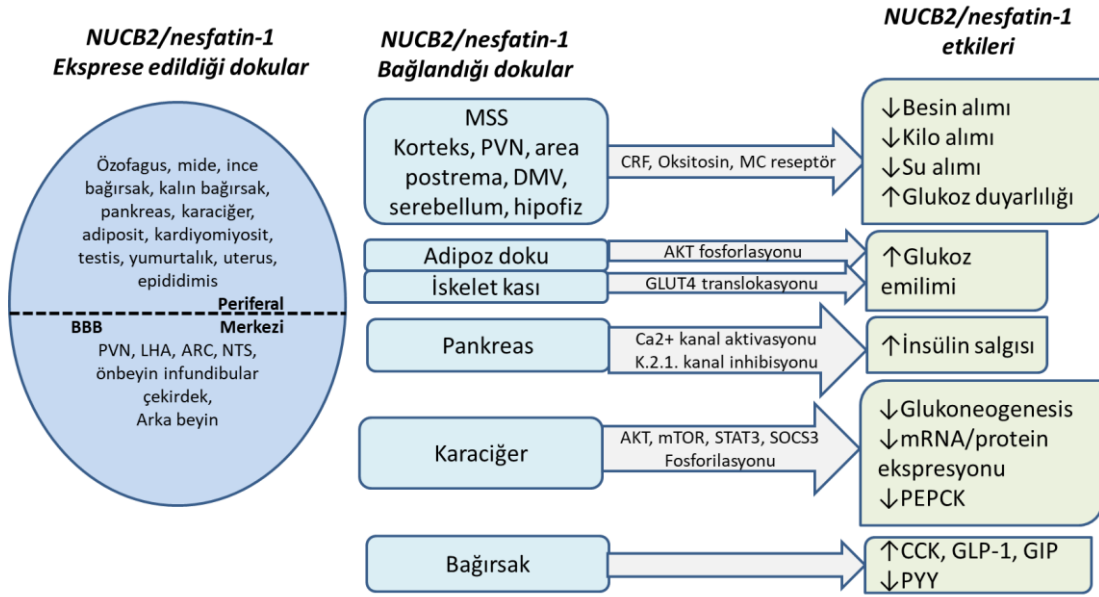 NUCB2/nesfatin-1
Eksprese edildiği dokular
Özofagus, mide, ince
bağırsak, kalın bağırsak,
pankreas, karaciğer,
adiposit, kardiyomiyosit,
testis, yumurtalık, uterus,
epididimis
Periferal
BBB Merkezi
PVN, LHA, ARC, NTS,
önbeyin infundibular
çekirdek,
Arka beyin
NUCB2/nesfatin-1
Bağlandığı dokular
MSS
Korteks, PVN, area
postrema, DMV,
serebellum, hipofiz
CRF, Oksitosin, MC reseptör
Adipoz doku
AKT fosforlasyonu
İskelet kası
GLUT4 translokasyonu
Pankreas
Ca2+ kanal aktivasyonu
K.2.1. kanal inhibisyonu
Karaciğer
AKT, mTOR, STAT3, SOCS3
Fosforilasyonu
Bağırsak
NUCB2/nesfatin-1
etkileri
↓Besin alımı
↓Kilo alımı
↓Su alımı
↑Glukoz duyarlılığı
↑Glukoz
emilimi
↑İnsülin salgısı
↓Glukoneogenesis
↓mRNA/protein
ekspresyonu
↓PEPCK
↑CCK, GLP-1, GIP
↓PYY